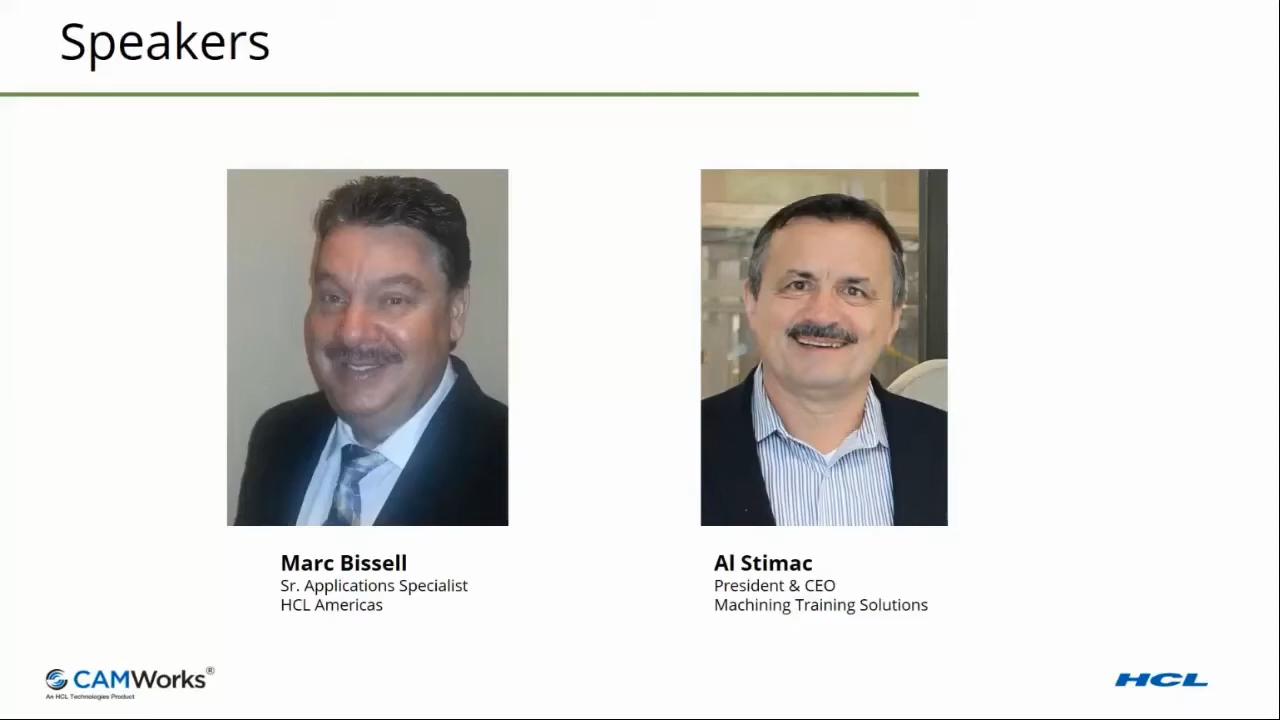 Speakers
Marc Bissell
Sr. Applications Specialist
HCL Americas
Al Stimac
President & CEO
Machining Training Solutions
CAMWorks®
An HCL Technologies Product
HCL